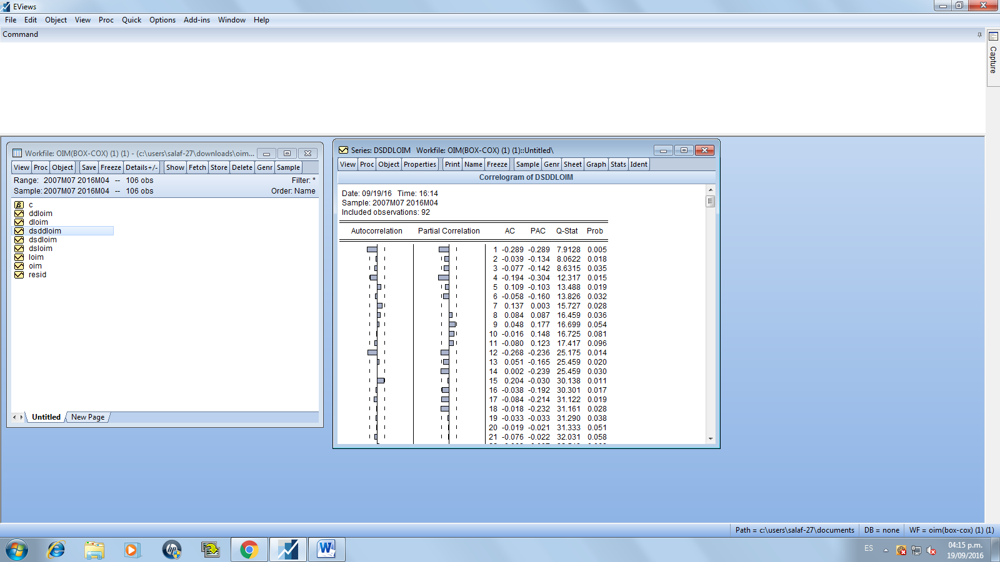 EViews
File Edit Object View Proc Quick Options Add-ins Window Help
Command
Capture
Workfile: OIM(BOX-COX) (1) (1) - (c:\users\salaf-27\downloads\oim...
View Proc Object Save Freeze Details+/- Show Fetch Store Delete Genr Sample
Range: 2007M07 2016M04 -- 106 obs Filter: *
Sample: 2007M07 2016M04 -- 106 obs Order: Name
c
ddloim
dloim
dsddloim
dsdloim
dsloim
loim
oim
resid
Untitled New Page
Series: DSDDLOIM Workfile: OIM(BOX-COX) (1) (1)::Untitled\
View Proc Object Properties Print Name Freeze Sample Genr Sheet Graph Stats Ident
Correlogram of DSDDLOIM
Date: 09/19/16 Time: 16:14
Sample: 2007M07 2016M04
Included observations: 92
Autocorrelation Partial Correlation AC PAC Q-Stat Prob
1 -0.289 -0.289 7.9128 0.005
2 -0.039 -0.134 8.0622 0.018
3 -0.077 -0.142 8.6315 0.035
4 -0.194 -0.304 12.317 0.015
5 0.109 -0.103 13.488 0.019
6 -0.058 -0.160 13.826 0.032
7 0.137 0.003 15.727 0.028
8 0.084 0.087 16.459 0.036
9 0.048 0.177 16.699 0.054
10 -0.016 0.148 16.725 0.081
11 -0.080 0.123 17.417 0.096
12 -0.268 -0.236 25.175 0.014
13 0.051 -0.165 25.459 0.020
14 0.002 -0.239 25.459 0.030
15 0.204 -0.030 30.138 0.011
16 -0.038 -0.192 30.301 0.017
17 -0.084 -0.214 31.122 0.019
18 -0.018 -0.232 31.161 0.028
19 -0.033 -0.033 31.290 0.038
20 -0.019 -0.021 31.333 0.051
21 -0.076 -0.022 32.031 0.058
Path = c:\users\salaf-27\documents DB = none WF = oim(box-cox) (1) (1)
ES
04:15 p.m.
19/09/2016